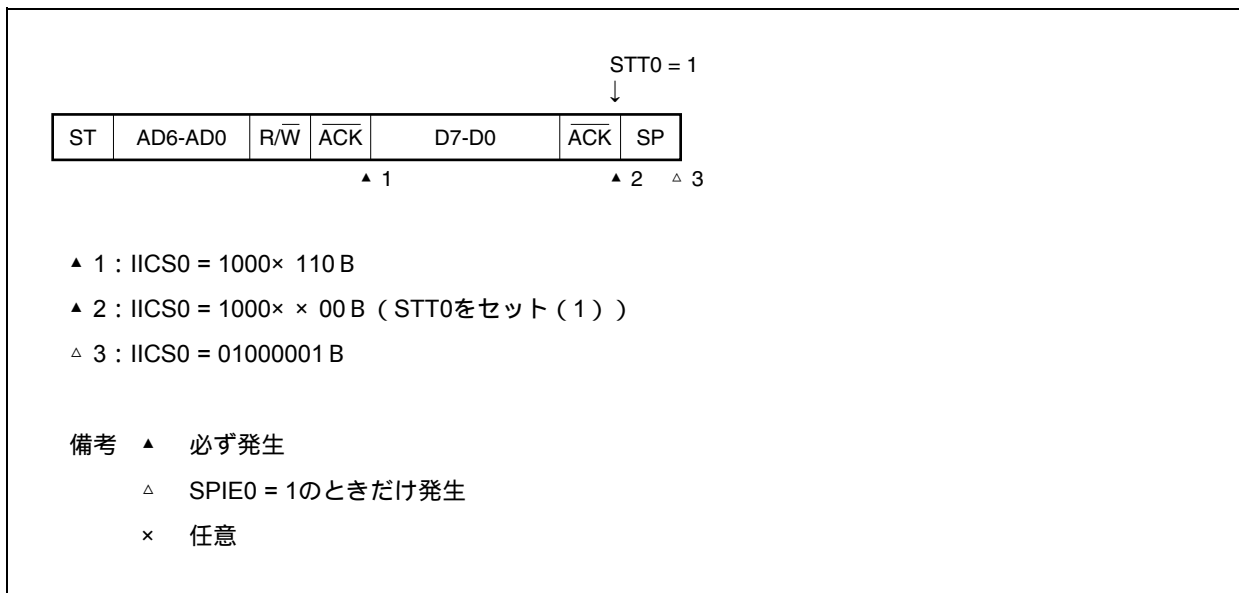 STT0 = 1
↓
ST AD6-AD0 R/W̅ A̅C̅K̅ D7-D0 A̅C̅K̅ SP
▲ 1 ▲ 2 △ 3
▲ 1 : IICS0 = 1000× 110 B
▲ 2 : IICS0 = 1000× × 00 B（STT0をセット（1））
△ 3 : IICS0 = 01000001 B
備考 ▲ 必ず発生
△ SPIE0 = 1のときだけ発生
× 任意